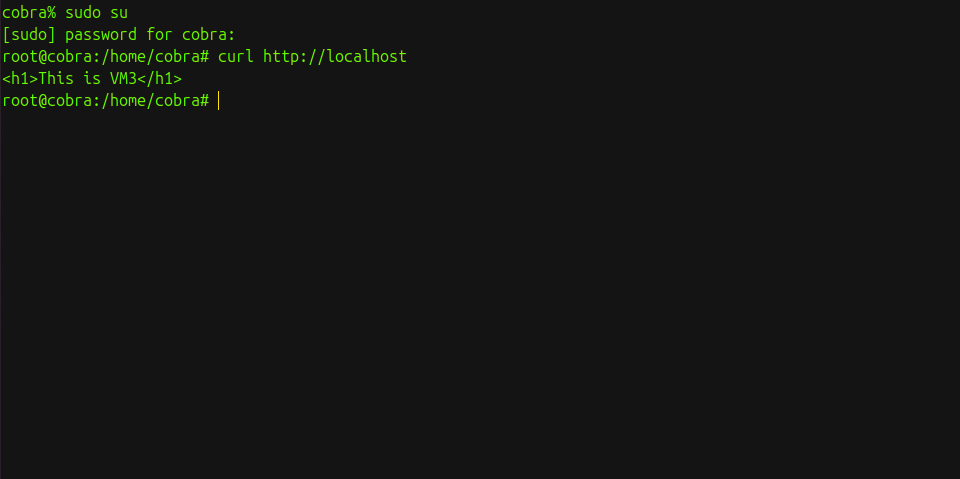 cobra% sudo su
[sudo] password for cobra:
root@cobra:/home/cobra# curl http://localhost
<h1>This is VM3</h1>
root@cobra:/home/cobra#